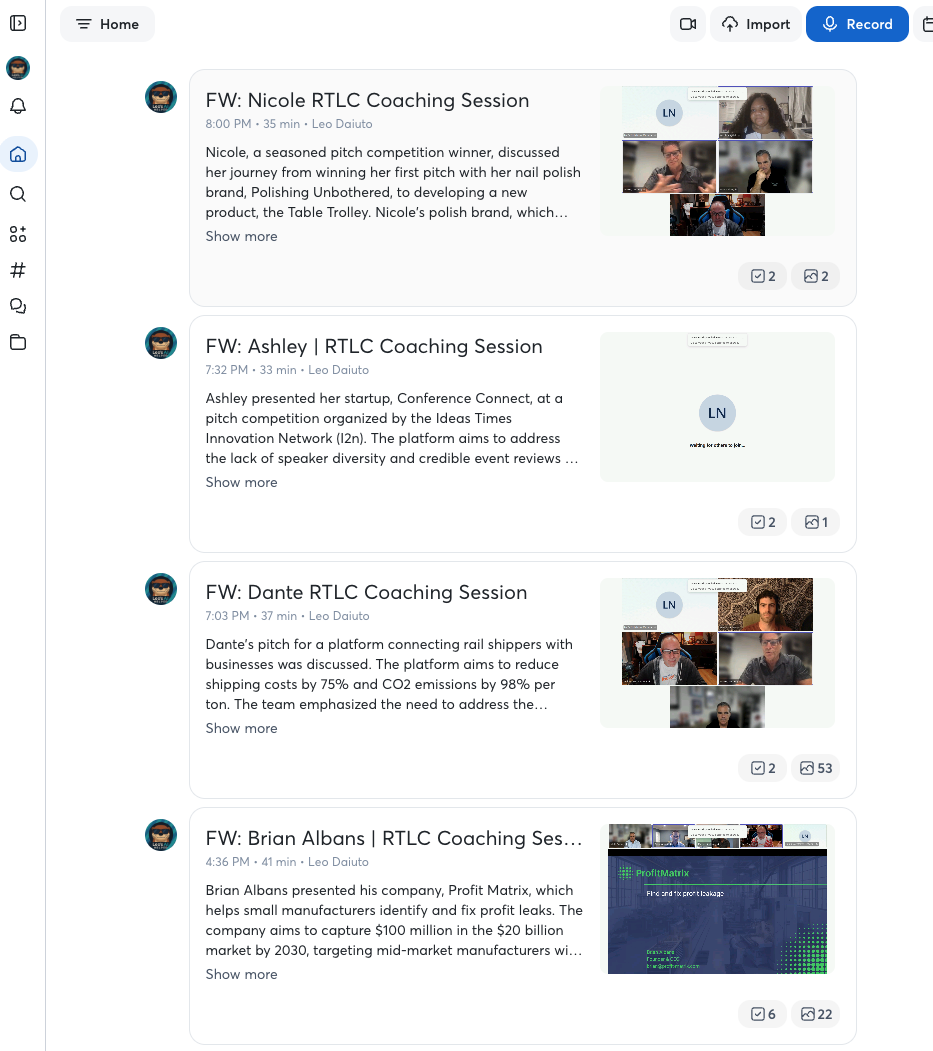 Home
Import
Record
FW: Nicole RTLC Coaching Session
8:00 PM • 35 min • Leo Daiuto
Nicole, a seasoned pitch competition winner, discussed
her journey from winning her first pitch with her nail polish
brand, Polishing Unbothered, to developing a new
product, the Table Trolley. Nicole's polish brand, which…
Show more
LN
2
2
FW: Ashley | RTLC Coaching Session
7:32 PM • 33 min • Leo Daiuto
Ashley presented her startup, Conference Connect, at a
pitch competition organized by the Ideas Times
Innovation Network (I2n). The platform aims to address
the lack of speaker diversity and credible event reviews …
Show more
LN
Waiting for others to join...
2
1
FW: Dante RTLC Coaching Session
7:03 PM • 37 min • Leo Daiuto
Dante's pitch for a platform connecting rail shippers with
businesses was discussed. The platform aims to reduce
shipping costs by 75% and CO2 emissions by 98% per
ton. The team emphasized the need to address the…
Show more
LN
2
53
FW: Brian Albans | RTLC Coaching Ses…
4:36 PM • 41 min • Leo Daiuto
Brian Albans presented his company, Profit Matrix, which
helps small manufacturers identify and fix profit leaks. The
company aims to capture $100 million in the $20 billion
market by 2030, targeting mid-market manufacturers wi…
Show more
LN
ProfitMatrix
Find and fix profit leakage
Brian Albans
Founder & CEO
6
22